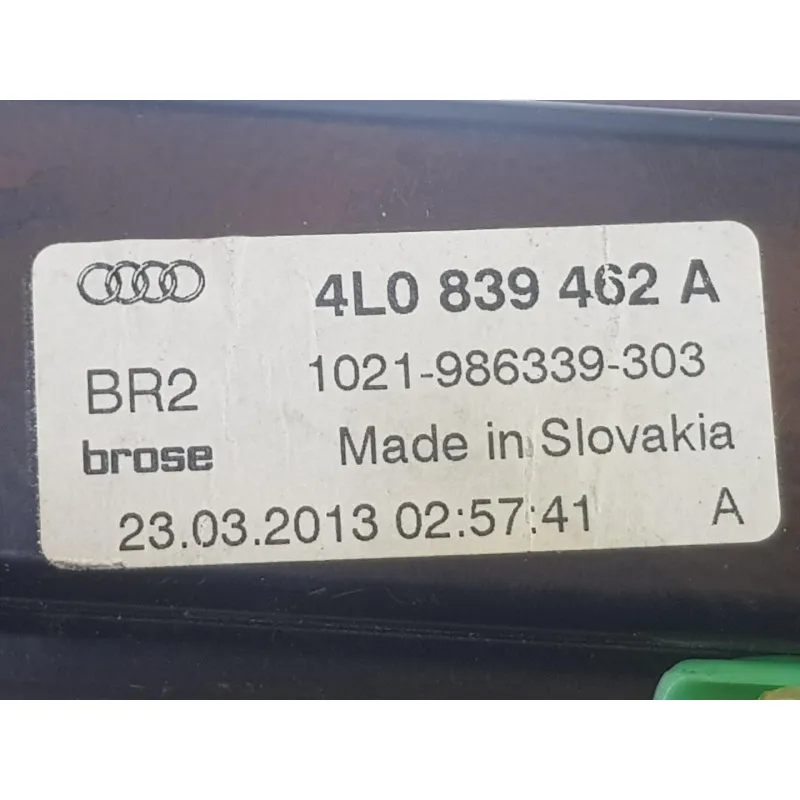 4L0 839 462 A
BR2 1021-986339-303
brose Made in Slovakia
23.03.2013 02:57:41 A